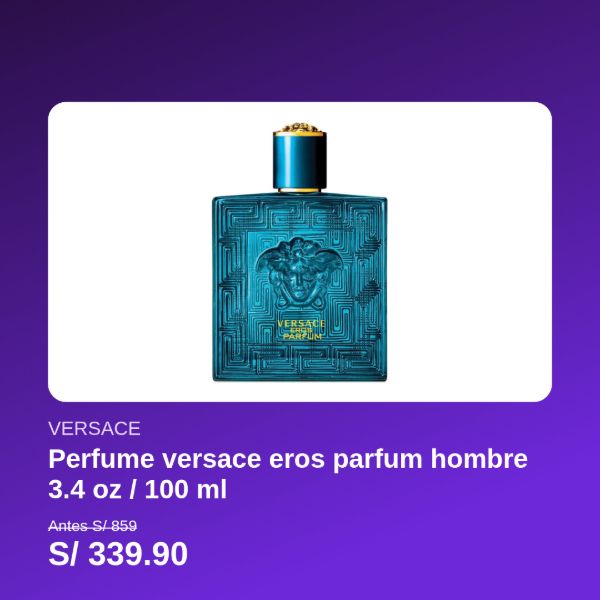 VERSACE
EROS
PARFUM
VERSACE
Perfume versace eros parfum hombre
3.4 oz / 100 ml
Antes S/ 859
S/ 339.90